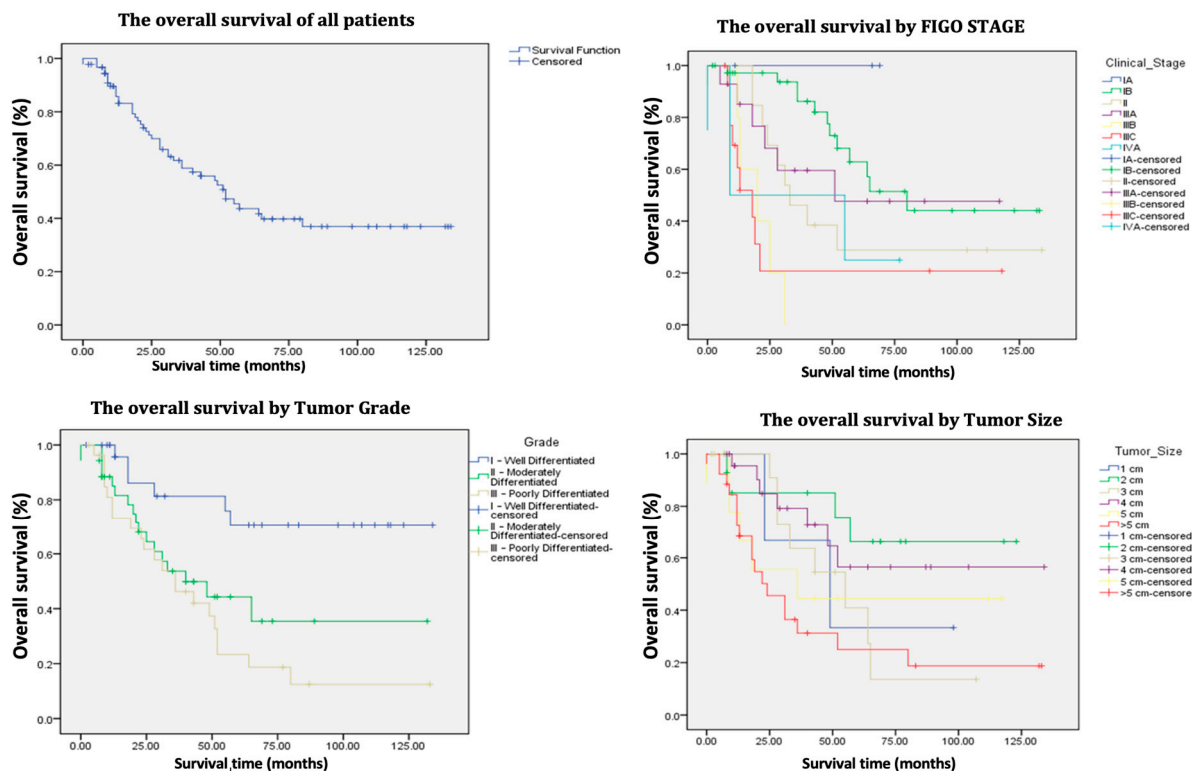 The overall survival of all patients
Overall survival (%)
1.0
0.8
0.6
0.4
0.2
0.0
0.00 25.00 50.00 75.00 100.00 125.00
Survival time (months)
Survival Function
Censored
The overall survival by FIGO STAGE
Overall survival (%)
1.0
0.8
0.6
0.4
0.2
0.0
0.00 25.00 50.00 75.00 100.00 125.00
Survival time (months)
Clinical_Stage
IA
IB
II
IIIA
IIIB
IIIC
IVA
IA-censored
IB-censored
II-censored
IIIA-censored
IIIB-censored
IIIC-censored
IVA-censored
The overall survival by Tumor Grade
Overall survival (%)
1.0
0.8
0.6
0.4
0.2
0.0
0.00 25.00 50.00 75.00 100.00 125.00
Survival time (months)
Grade
I - Well Differentiated
II - Moderately
Differentiated
III - Poorly Differentiated
I - Well Differentiated-
censored
II - Moderately
Differentiated-censored
III - Poorly Differentiated-
censored
The overall survival by Tumor Size
Overall survival (%)
1.0
0.8
0.6
0.4
0.2
0.0
0.00 25.00 50.00 75.00 100.00 125.00
Survival time (months)
Tumor_Size
1 cm
2 cm
3 cm
4 cm
5 cm
>5 cm
1 cm-censored
2 cm-censored
3 cm-censored
4 cm-censored
5 cm-censored
>5 cm-censore